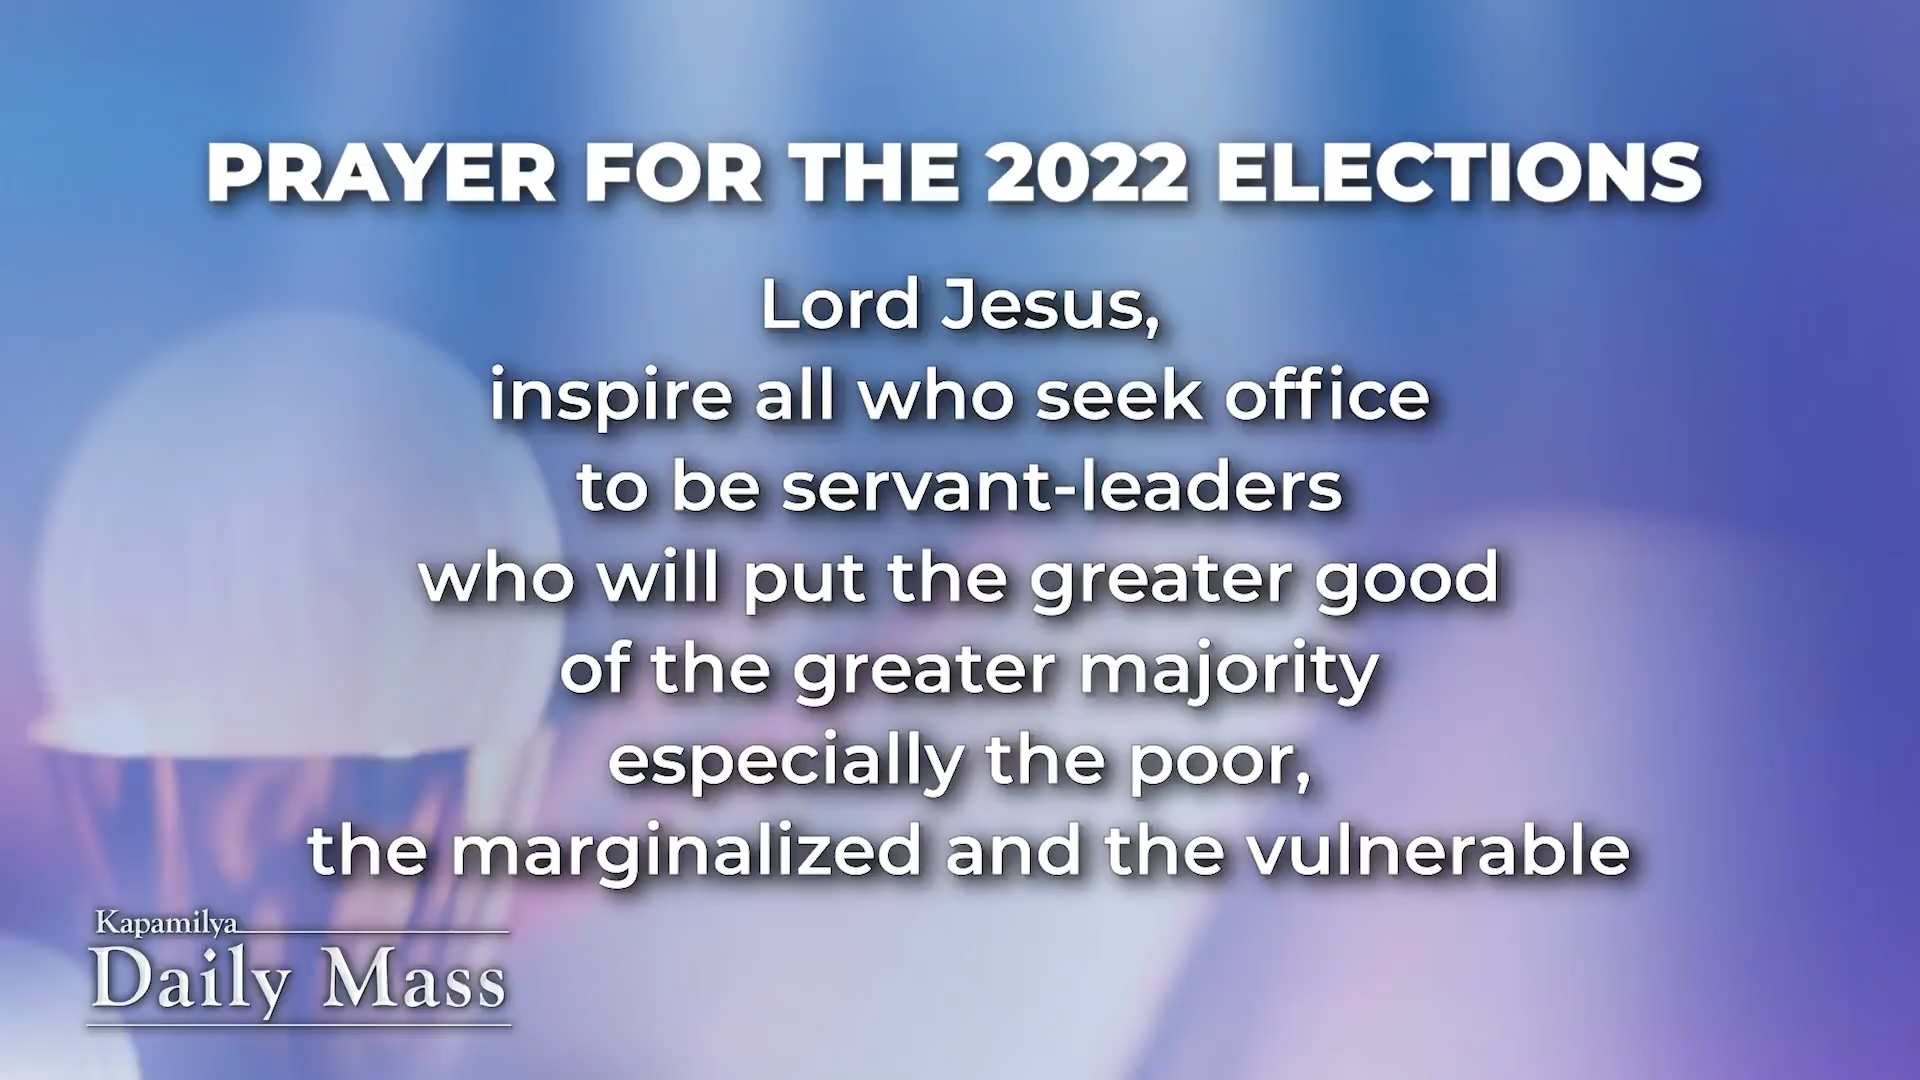 PRAYER FOR THE 2022 ELECTIONS
Lord Jesus,
inspire all who seek office
to be servant-leaders
who will put the greater good
of the greater majority
especially the poor,
the marginalized and the vulnerable
Kapamilya
Daily Mass